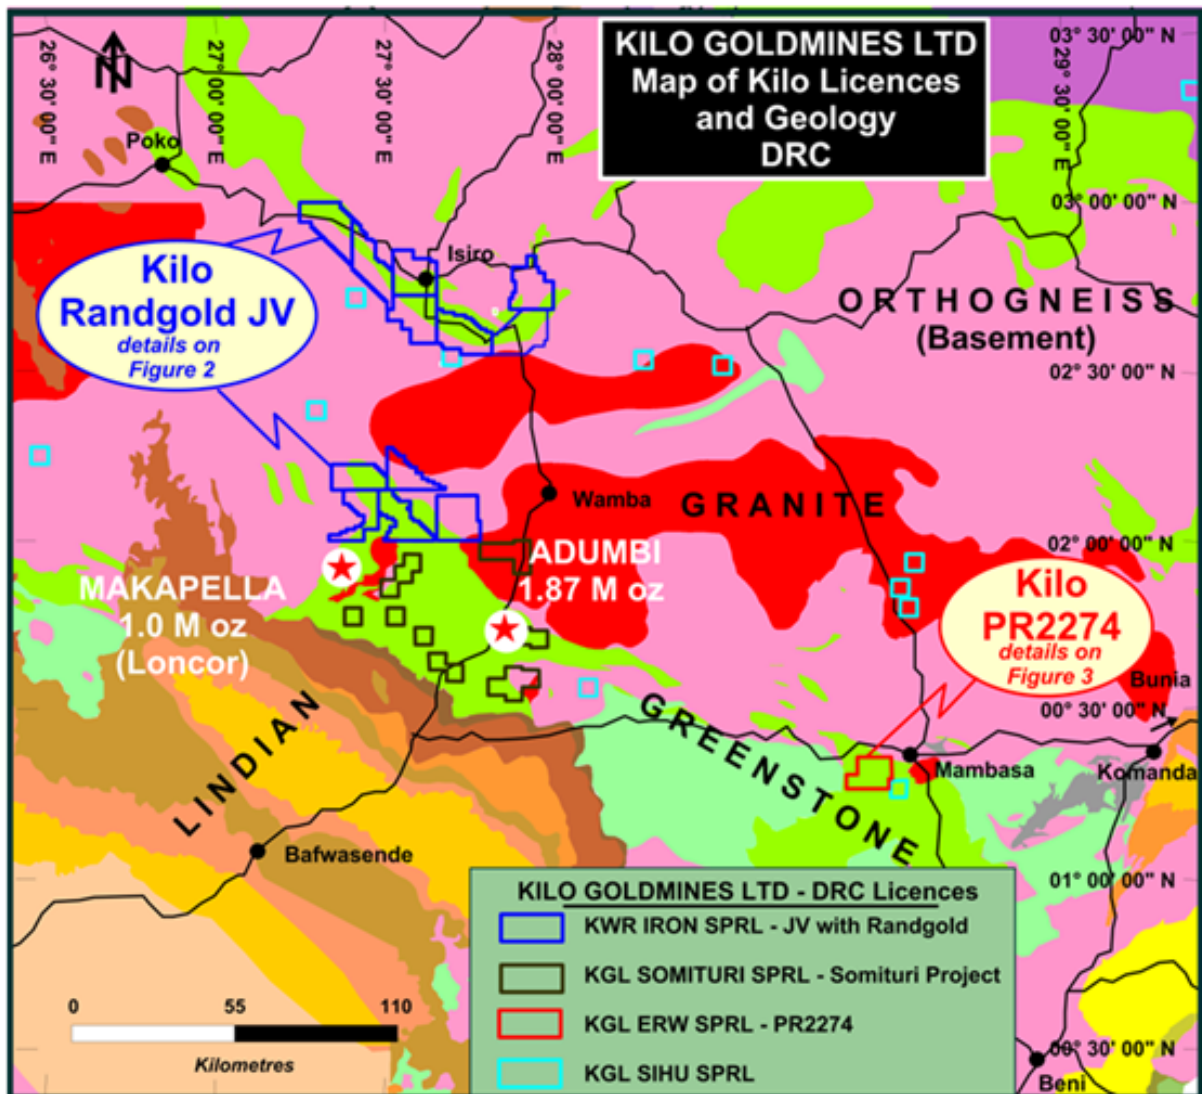 KILO GOLDMINES LTD
Map of Kilo Licences
and Geology
DRC
26° 30' 00" E
27° 00' 00" E
27° 30' 00" E
28° 00' 00" E
29° 30' 00" E
03° 30' 00" N
N
Poko
03° 00' 00" N
Kilo
Randgold JV
details on
Figure 2
Isiro
ORTHOGNEISS
(Basement)
02° 30' 00" N
Wamba
GRANITE
02° 00' 00" N
ADUMBI
1.87 M oz
MAKAPELLA
1.0 M oz
(Loncor)
Kilo
PR2274
details on
Figure 3
Bunia
00° 30' 00" N
LINDIAN
GREENSTONE
Mambasa
Komanda
Bafwasende
01° 00' 00" N
KILO GOLDMINES LTD - DRC Licences
KWR IRON SPRL - JV with Randgold
KGL SOMITURI SPRL - Somituri Project
KGL ERW SPRL - PR2274
KGL SIHU SPRL
0 55 110
Kilometres
00° 30' 00" N
Beni